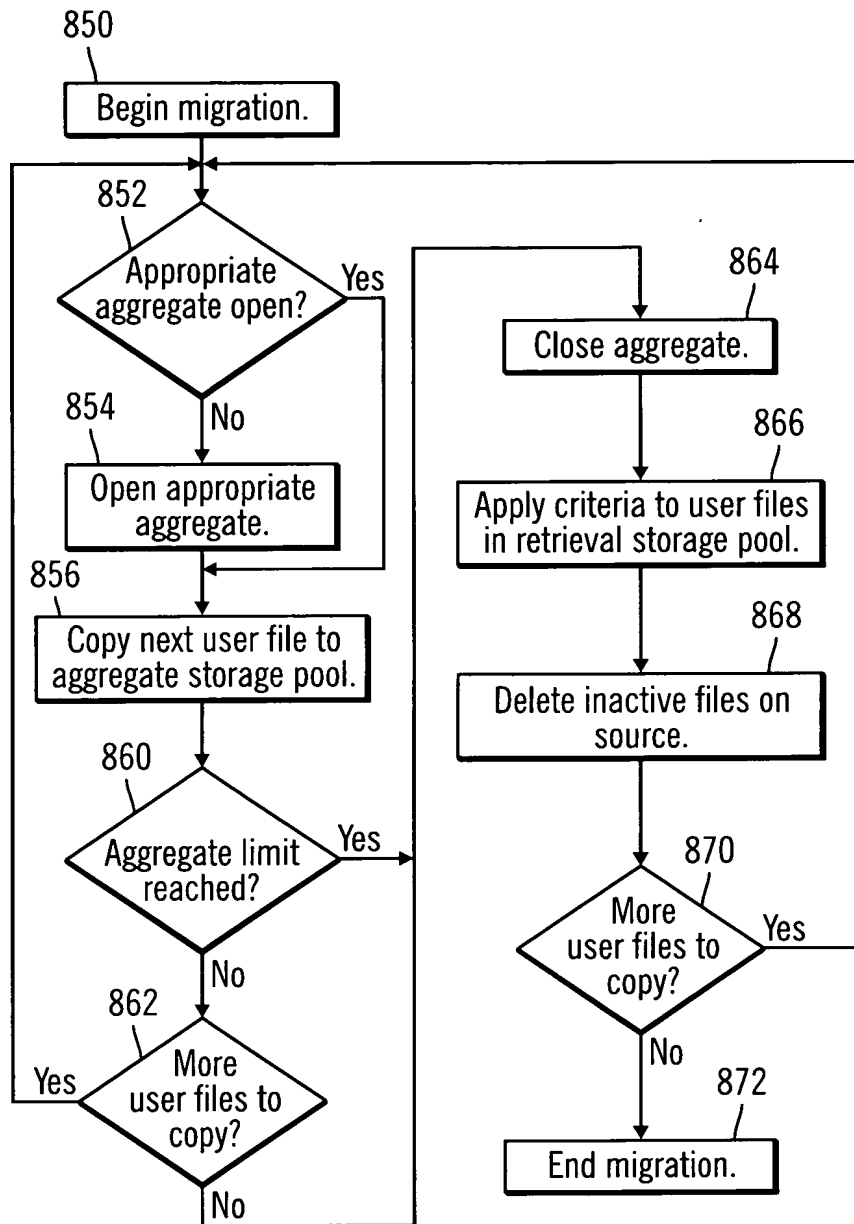 850
Begin migration.
852
Appropriate
aggregate open?
Yes
No
854
Open appropriate
aggregate.
856
Copy next user file to
aggregate storage pool.
860
Aggregate limit
reached?
Yes
No
862
More
user files to
copy?
Yes
No
864
Close aggregate.
866
Apply criteria to user files
in retrieval storage pool.
868
Delete inactive files on
source.
870
More
user files to
copy?
Yes
No
872
End migration.